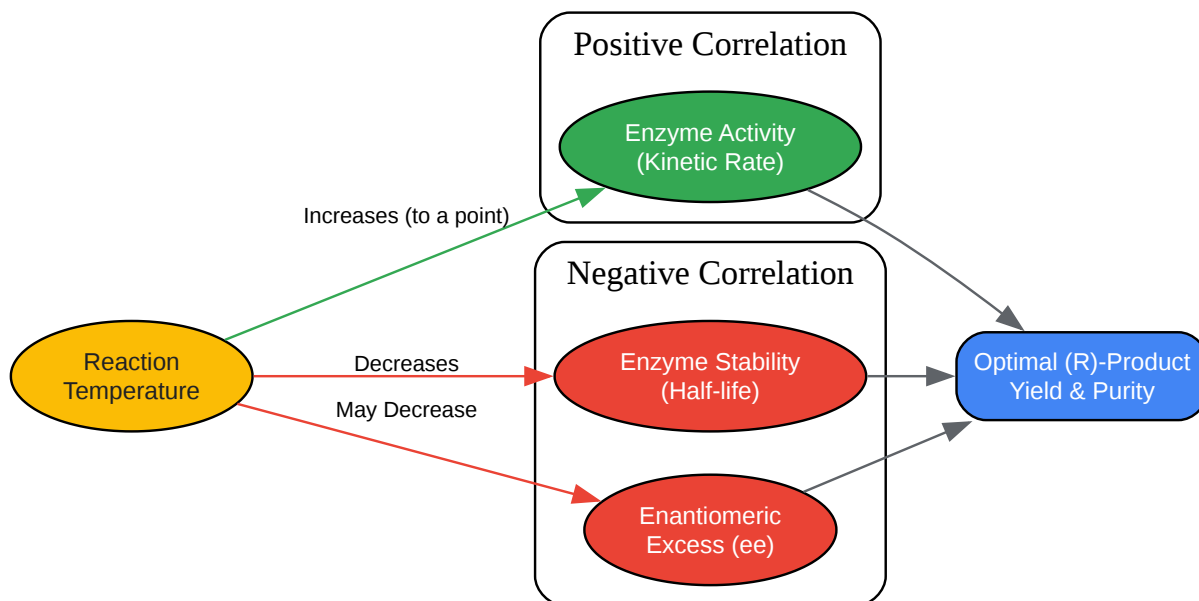 Positive Correlation
Enzyme Activity
(Kinetic Rate)
Increases (to a point)
Negative Correlation
Reaction
Temperature
Decreases
Enzyme Stability
(Half-life)
Optimal (R)-Product
Yield & Purity
May Decrease
Enantiomeric
Excess (ee)